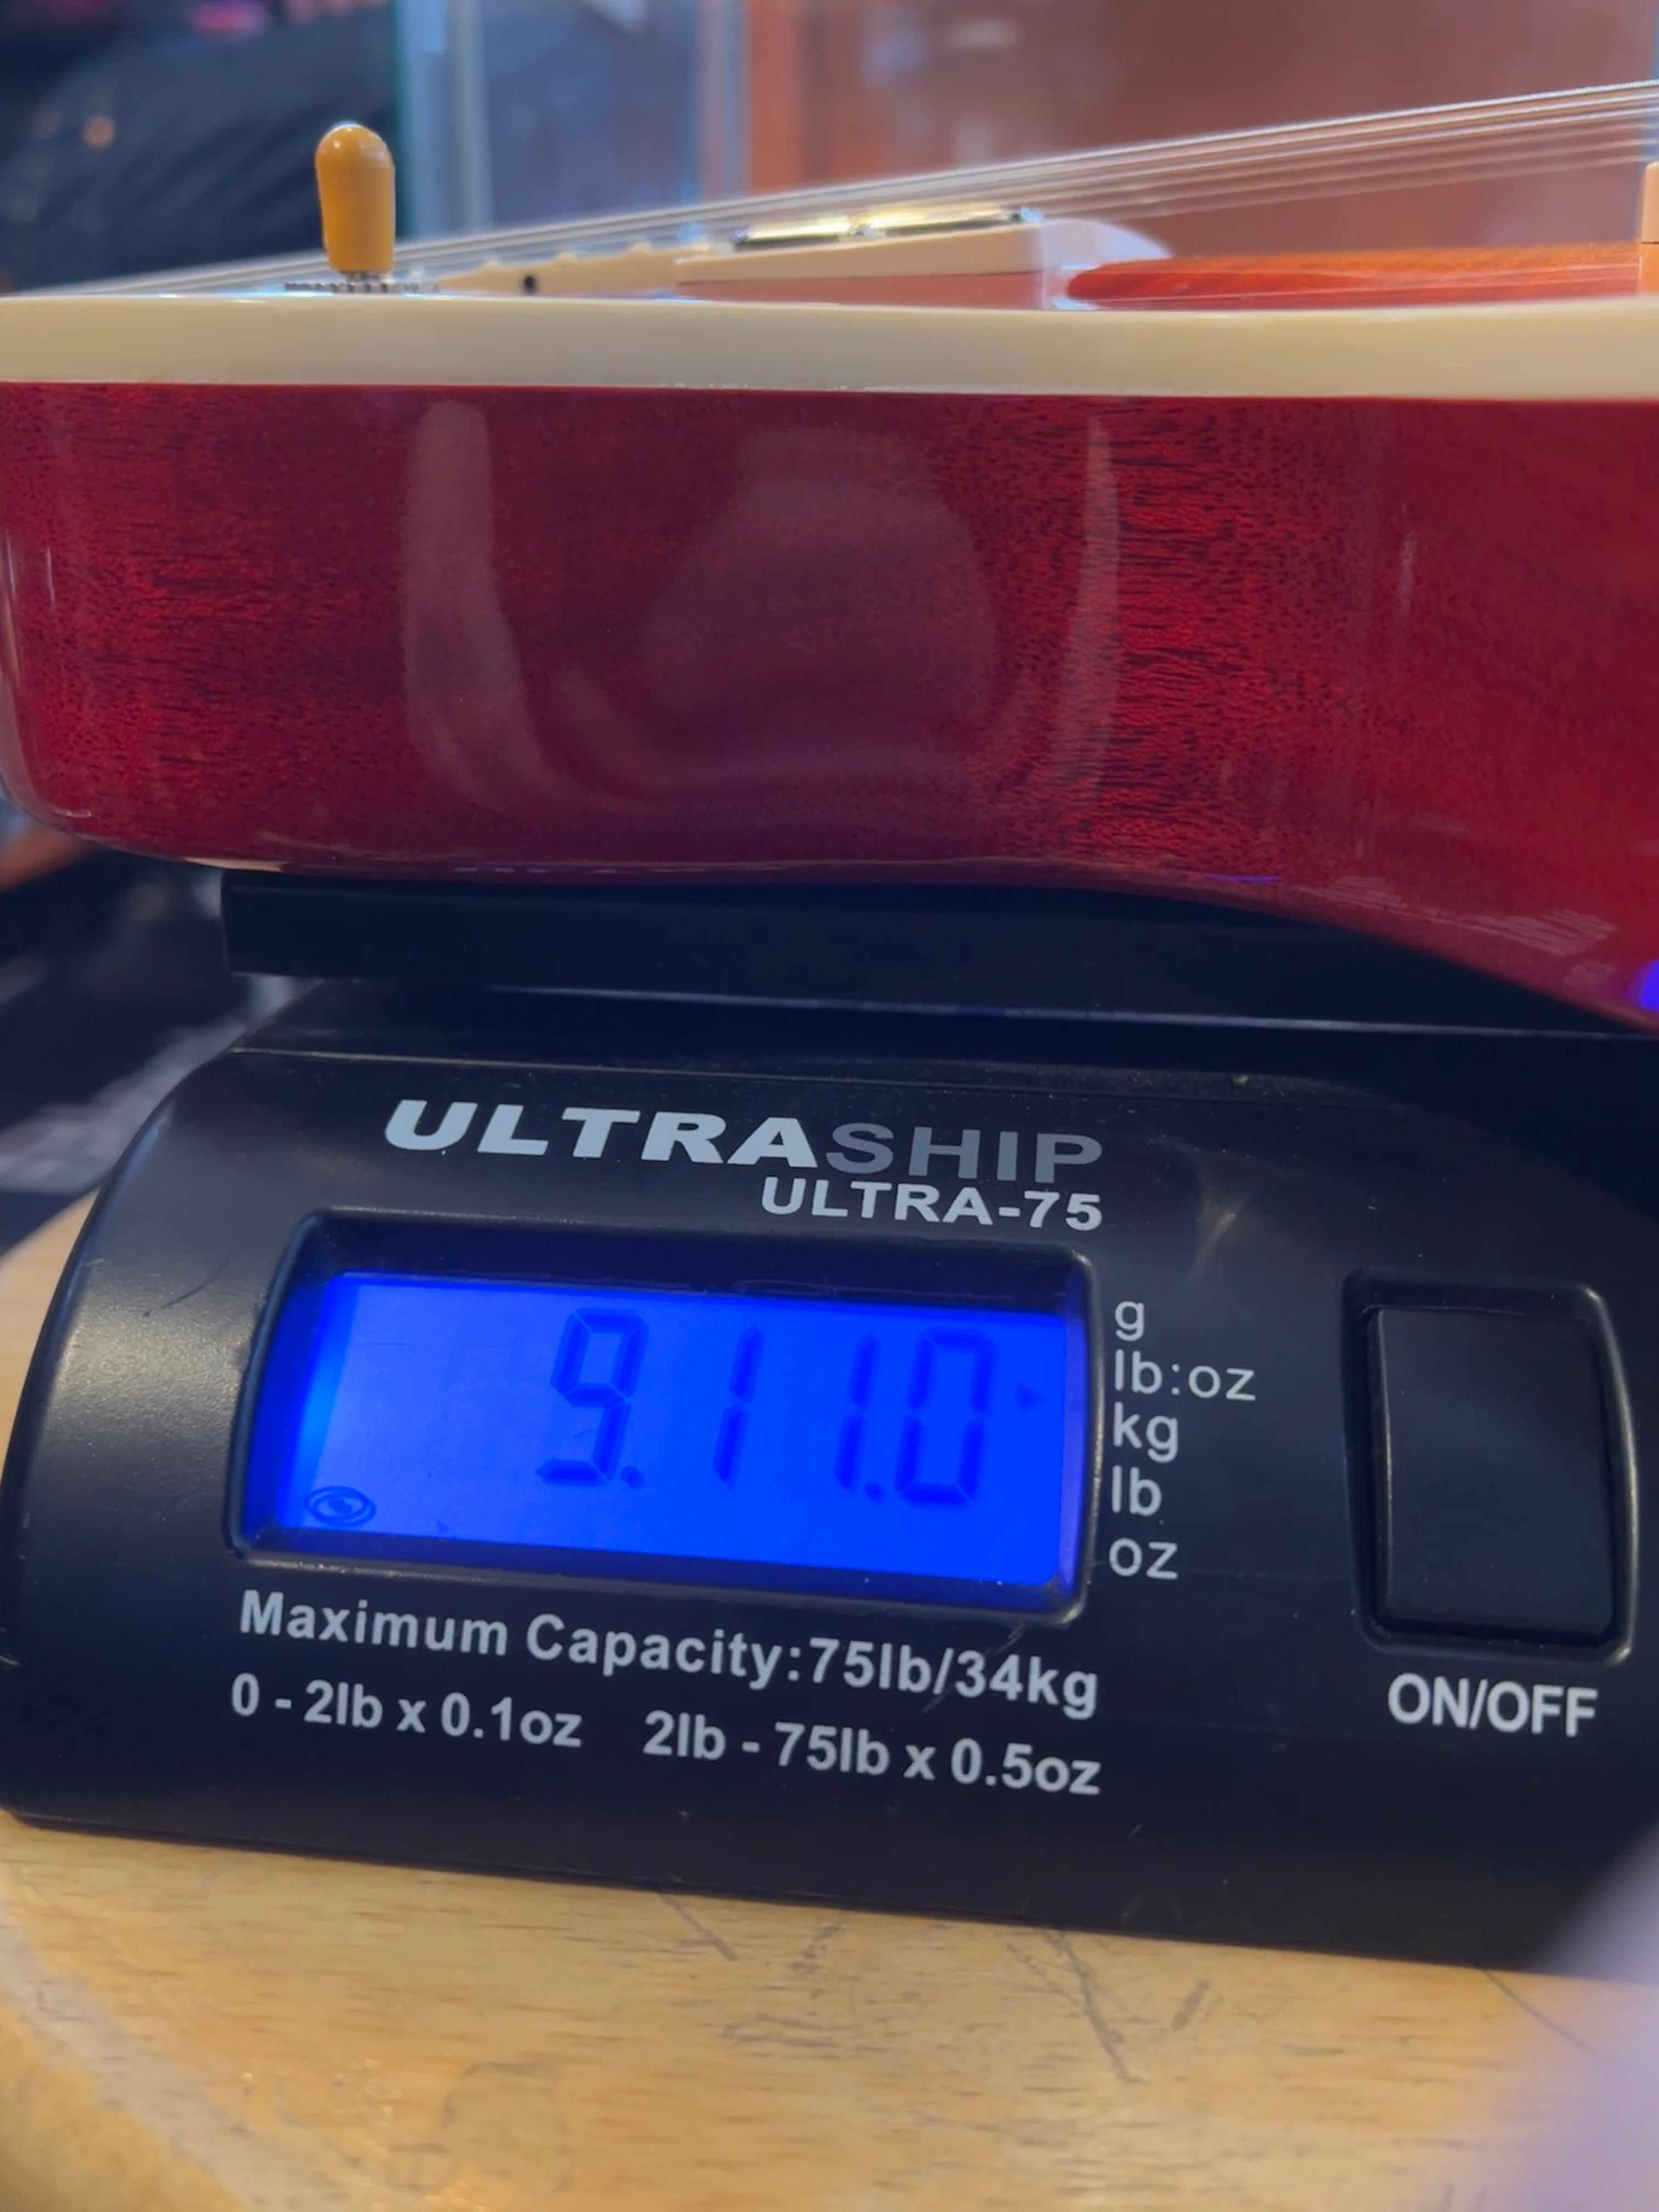 ULTRASHIP
ULTRA-75
9.11.0
g
lb:oz
kg
lb
oz
Maximum Capacity:75lb/34kg
0 - 2lb x 0.1oz 2lb - 75lb x 0.5oz
ON/OFF